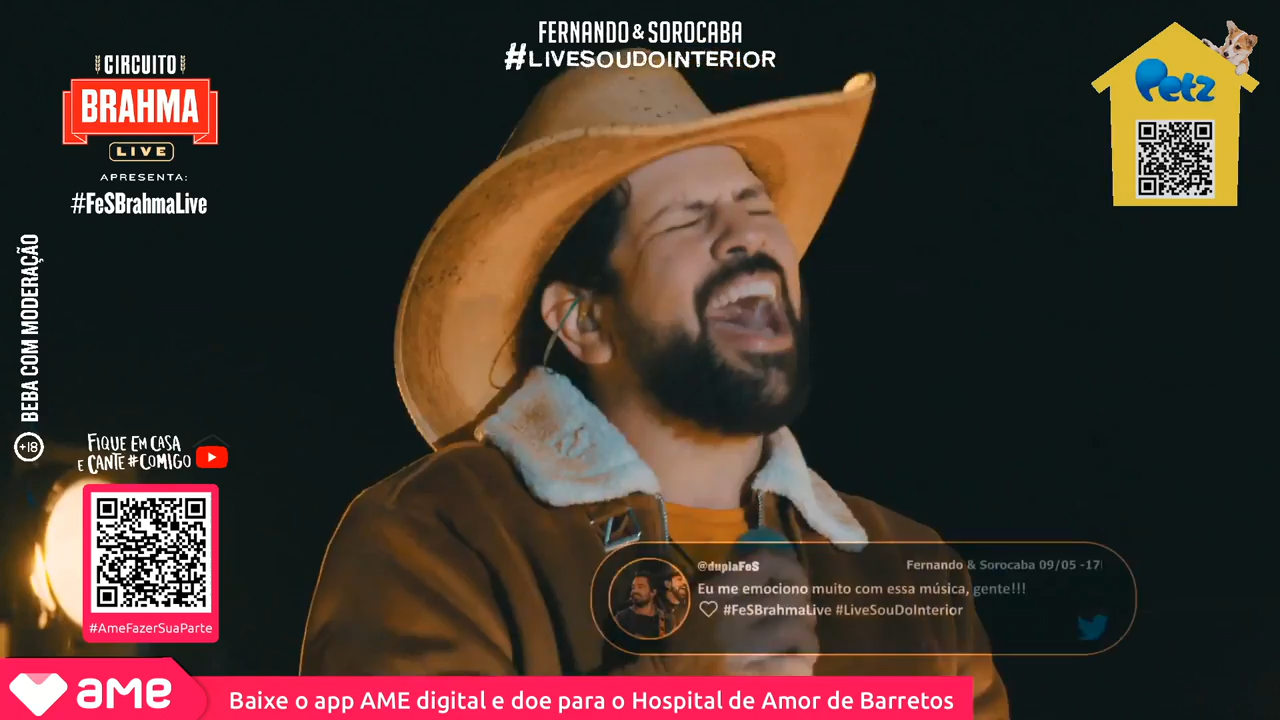 FERNANDO & SOROCABA
#LIVESOUDOINTERIOR
CIRCUITO
BRAHMA
LIVE
APRESENTA:
#FeSBrahmaLive
Petz
BEBA COM MODERAÇÃO
+18
FIQUE EM CASA
E CANTE #COMIGO
#AmeFazerSuaParte
@duplaFeS
Fernando & Sorocaba 09/05 -17
Eu me emociono muito com essa música, gente!!!
#FeSBrahmaLive #LiveSouDoInterior
AME
Baixe o app AME digital e doe para o Hospital de Amor de Barretos